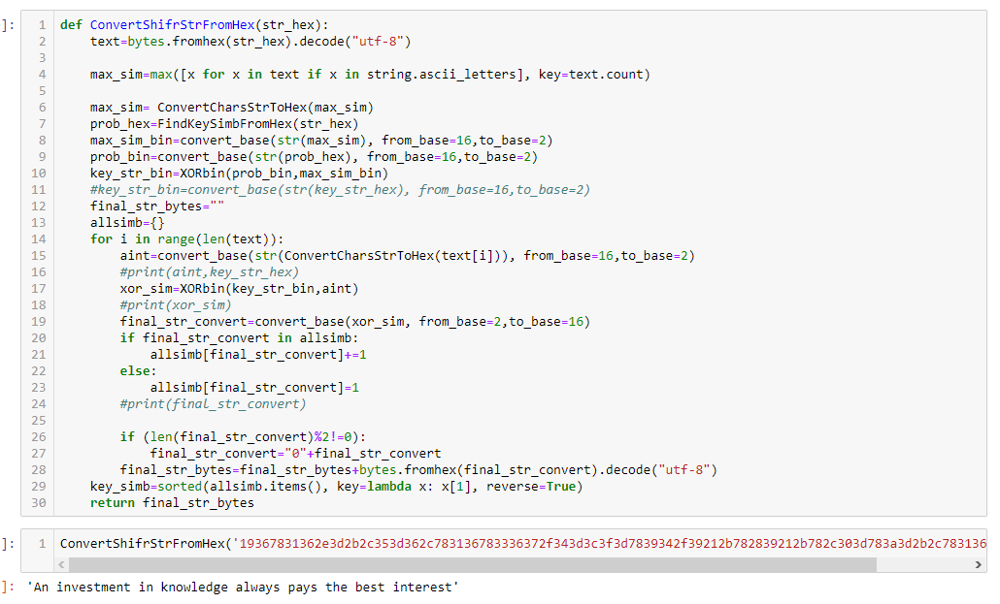 ]: 1 def ConvertShifrStrFromHex(str_hex):
2 text=bytes.fromhex(str_hex).decode("utf-8")
3
4 max_sim=max([x for x in text if x in string.ascii_letters], key=text.count)
5
6 max_sim= ConvertCharsStrToHex(max_sim)
7 prob_hex=FindKeySimbFromHex(str_hex)
8 max_sim_bin=convert_base(str(max_sim), from_base=16,to_base=2)
9 prob_bin=convert_base(str(prob_hex), from_base=16,to_base=2)
10 key_str_bin=XORbin(prob_bin,max_sim_bin)
11 #key_str_bin=convert_base(str(key_str_hex), from_base=16,to_base=2)
12 final_str_bytes=""
13 allsimb={}
14 for i in range(len(text)):
15 aint=convert_base(str(ConvertCharsStrToHex(text[i])), from_base=16,to_base=2)
16 #print(aint,key_str_hex)
17 xor_sim=XORbin(key_str_bin,aint)
18 #print(xor_sim)
19 final_str_convert=convert_base(xor_sim, from_base=2,to_base=16)
20 if final_str_convert in allsimb:
21 allsimb[final_str_convert]+=1
22 else:
23 allsimb[final_str_convert]=1
24 #print(final_str_convert)
25
26 if (len(final_str_convert)%2!=0):
27 final_str_convert="0"+final_str_convert
28 final_str_bytes=final_str_bytes+bytes.fromhex(final_str_convert).decode("utf-8")
29 key_simb=sorted(allsimb.items(), key=lambda x: x[1], reverse=True)
30 return final_str_bytes
]: 1 ConvertShifrStrFromHex('19367831362e3d2b2c353d362c783136783336372f343d3c3f3d7839342f39212b782839212b782c303d783a3d2b2c783136
]: 'An investment in knowledge always pays the best interest'